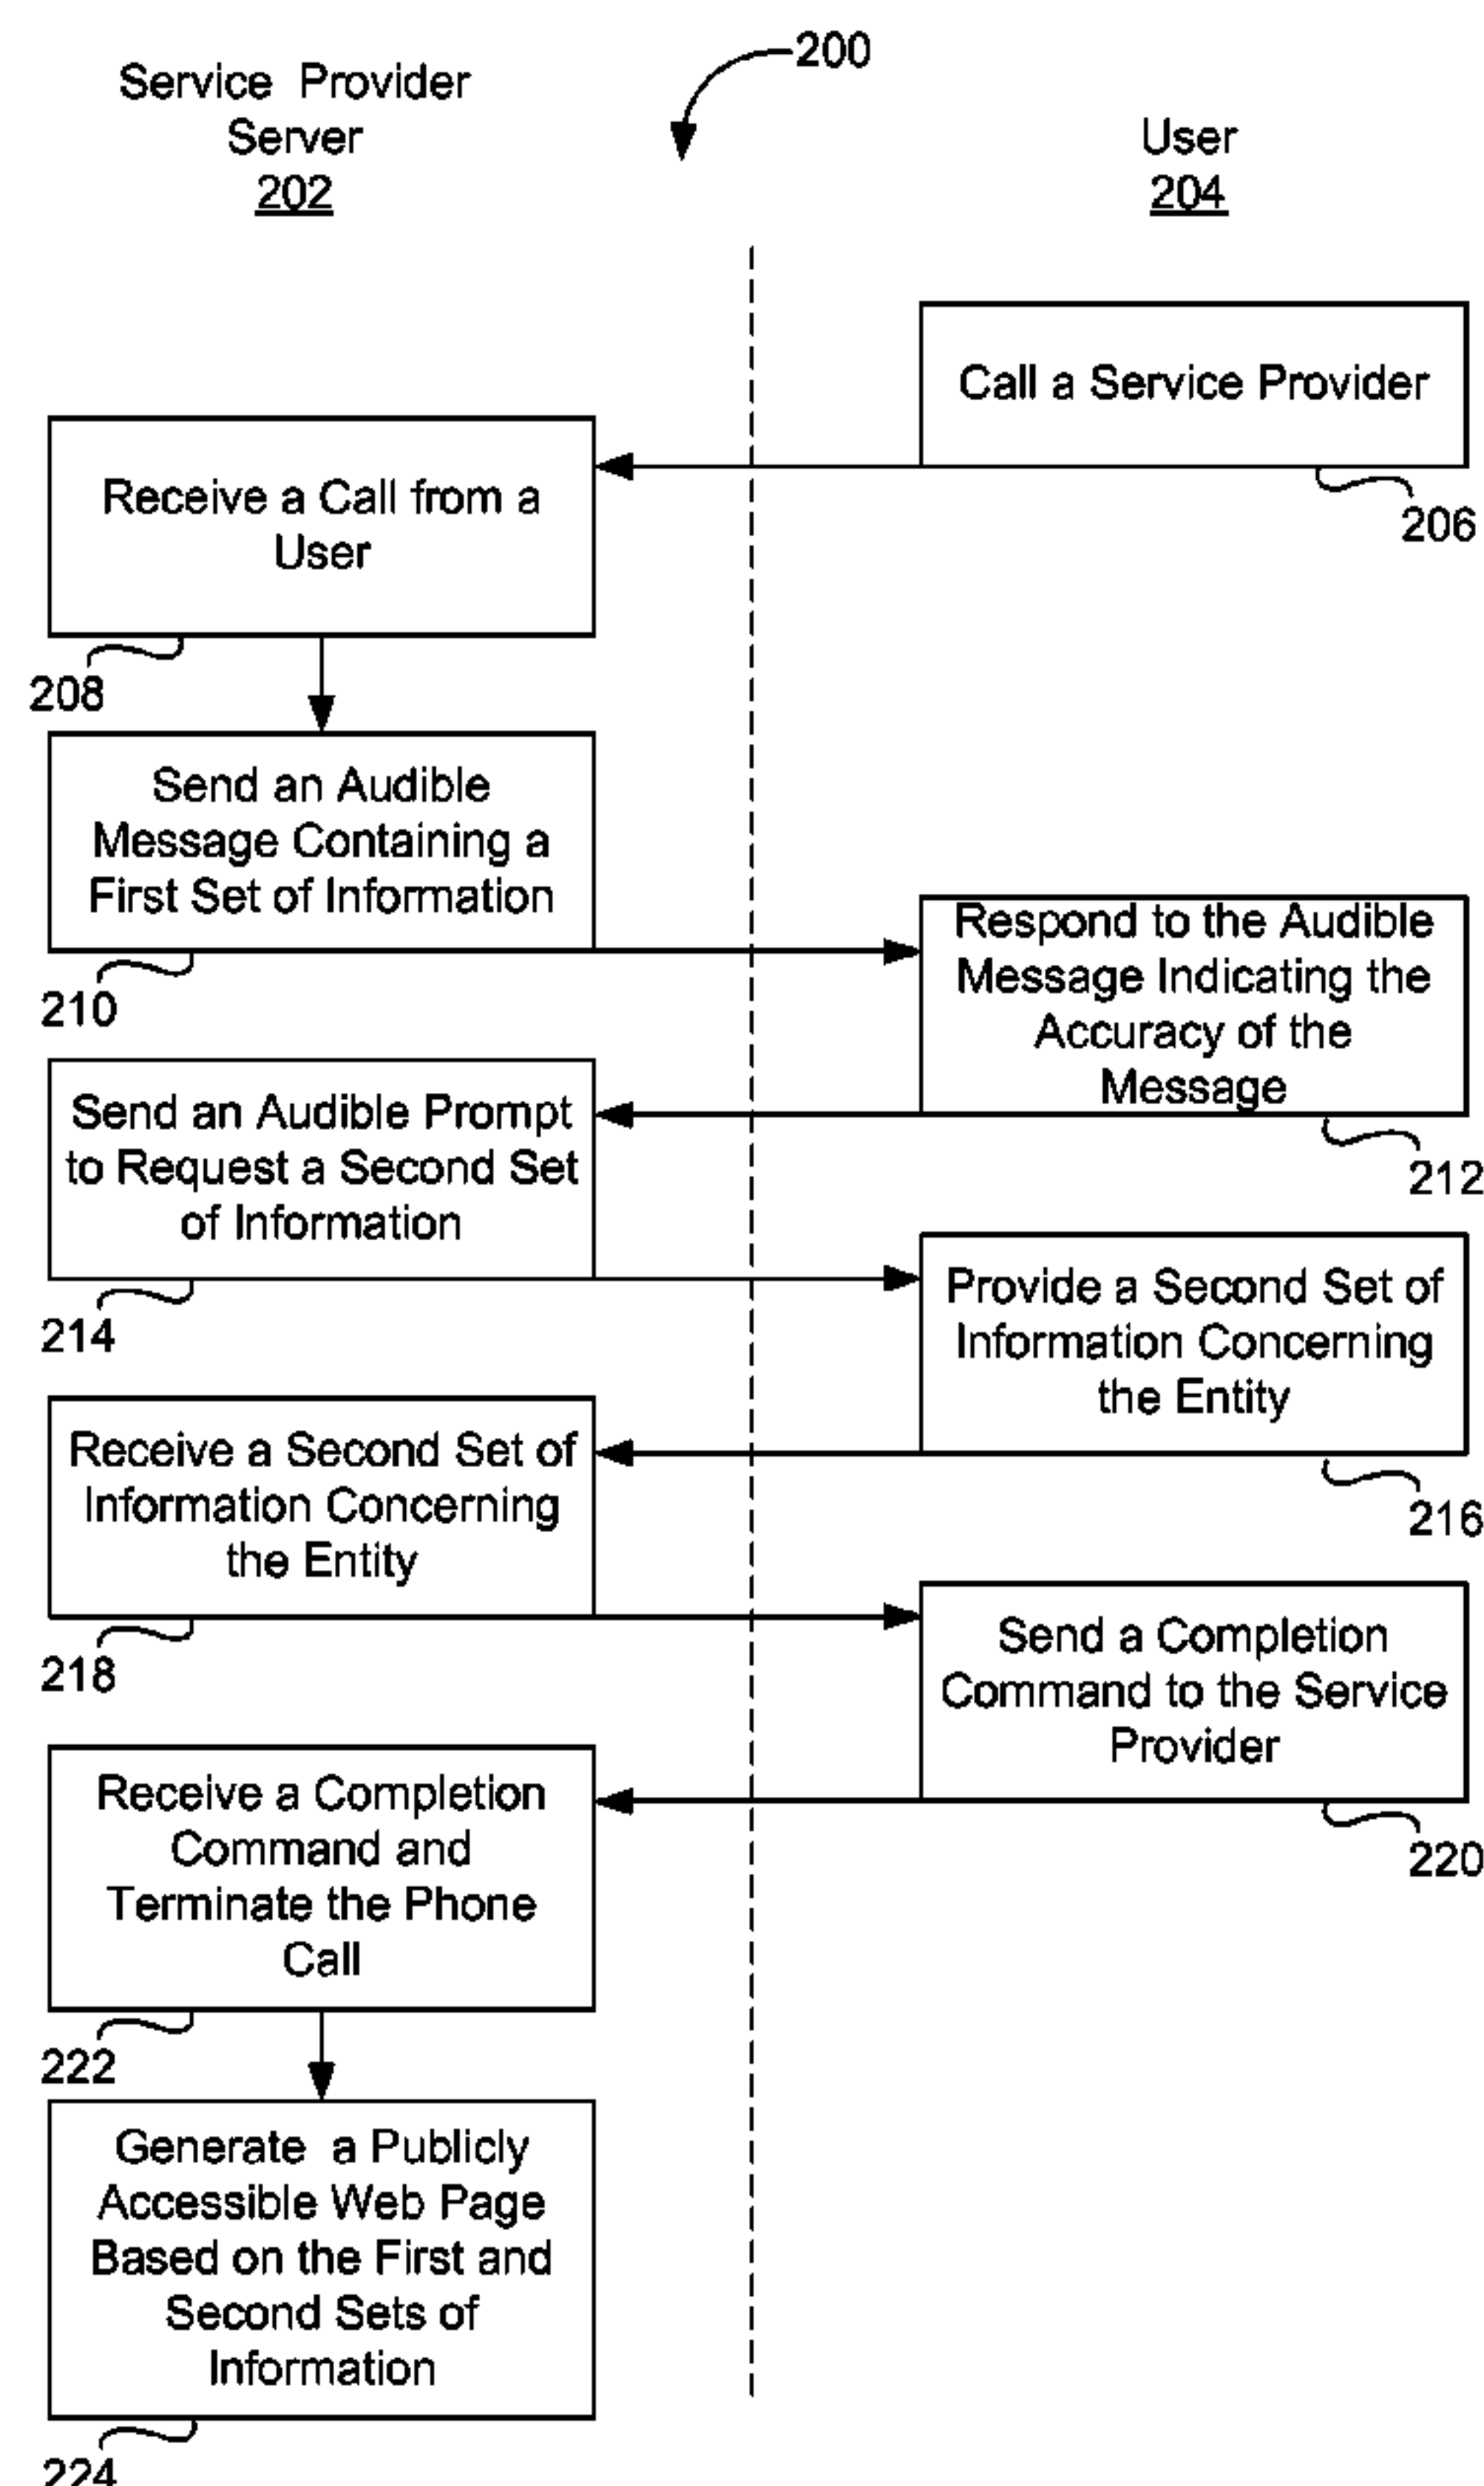 200
Service Provider
Server
202
User
204
Call a Service Provider
206
Receive a Call from a
User
208
Send an Audible
Message Containing a
First Set of Information
210
Respond to the Audible
Message Indicating the
Accuracy of the
Message
212
Send an Audible Prompt
to Request a Second Set
of Information
214
Provide a Second Set of
Information Concerning
the Entity
216
Receive a Second Set of
Information Concerning
the Entity
218
Send a Completion
Command to the Service
Provider
220
Receive a Completion
Command and
Terminate the Phone
Call
222
Generate a Publicly
Accessible Web Page
Based on the First and
Second Sets of
Information
224